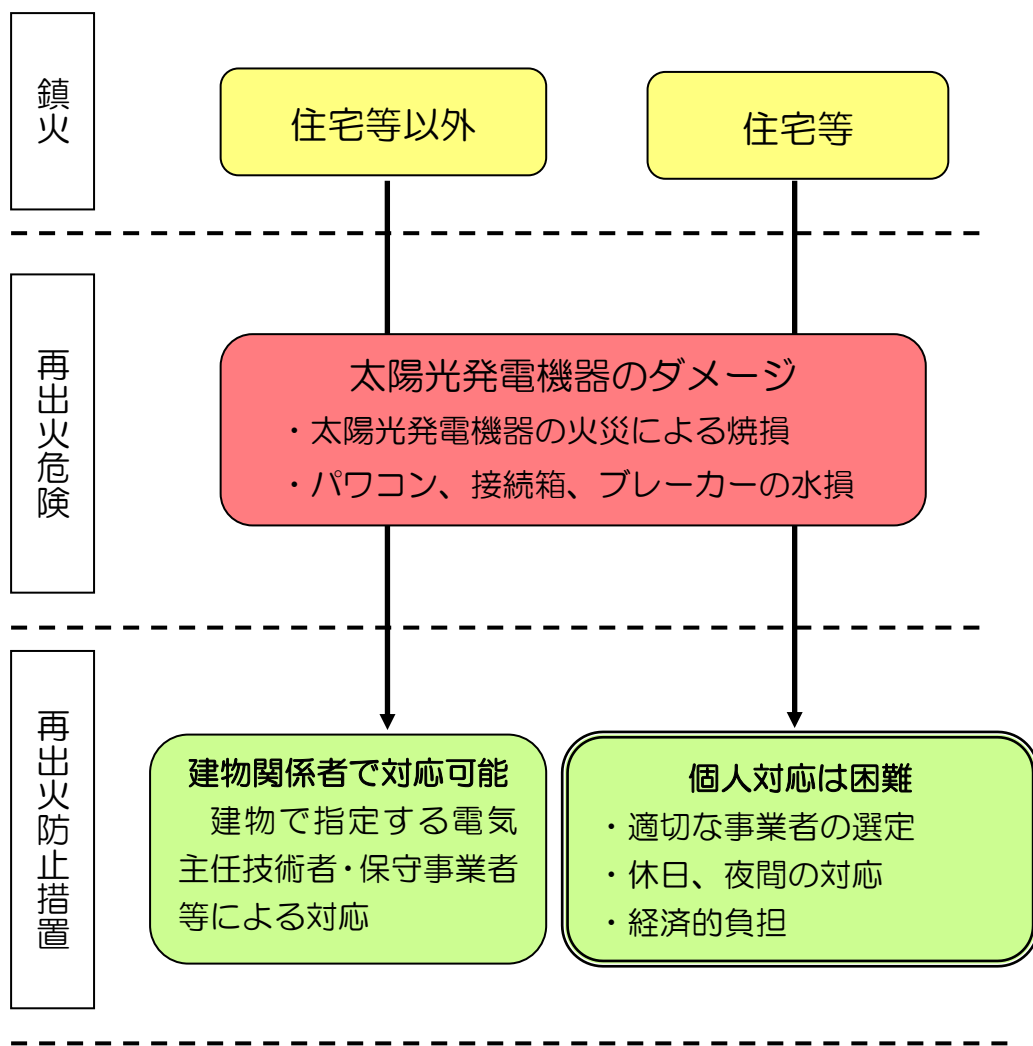 鎮火
住宅等以外
住宅等
再出火危険
太陽光発電機器のダメージ
・太陽光発電機器の火災による焼損
・パワコン、接続箱、ブレーカーの水損
再出火防止措置
建物関係者で対応可能
建物で指定する電気
主任技術者・保守事業者
等による対応
個人対応は困難
・適切な事業者の選定
・休日、夜間の対応
・経済的負担